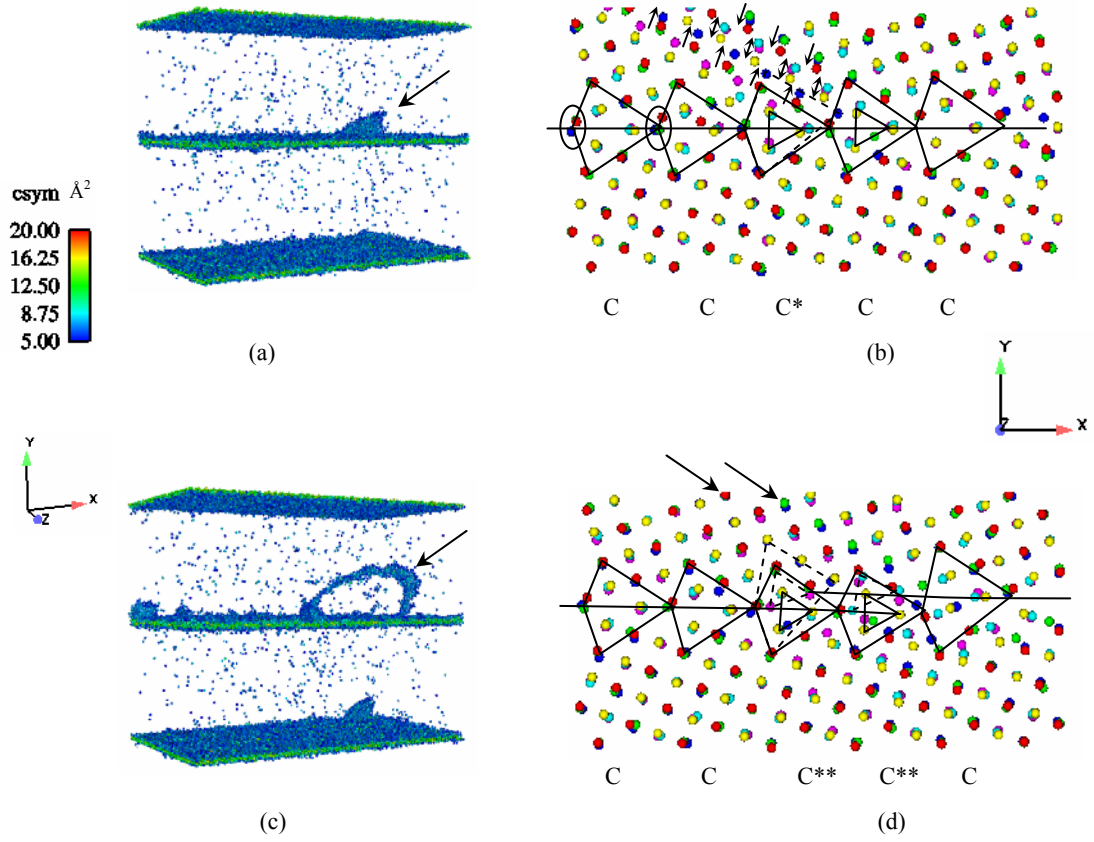 csym Å²
20.00
16.25
12.50
8.75
5.00
(a)
C C C* C C
(b)
Y
X
Z
Y
X
Z
C C C** C** C
(c)
(d)